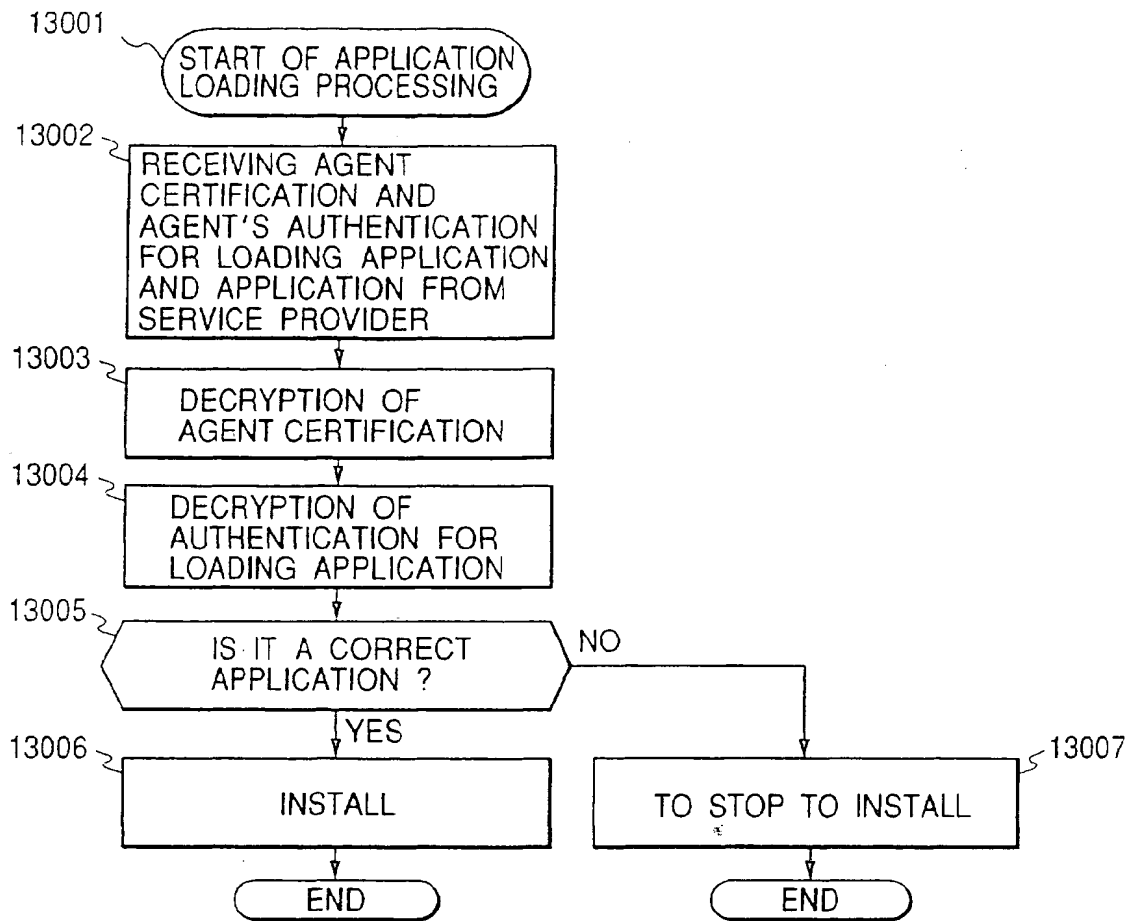 13001
START OF APPLICATION
LOADING PROCESSING
13002
RECEIVING AGENT
CERTIFICATION AND
AGENT'S AUTHENTICATION
FOR LOADING APPLICATION
AND APPLICATION FROM
SERVICE PROVIDER
13003
DECRYPTION OF
AGENT CERTIFICATION
13004
DECRYPTION OF
AUTHENTICATION FOR
LOADING APPLICATION
13005
IS IT A CORRECT
APPLICATION ?
NO
YES
13006
INSTALL
13007
TO STOP TO INSTALL
END
END